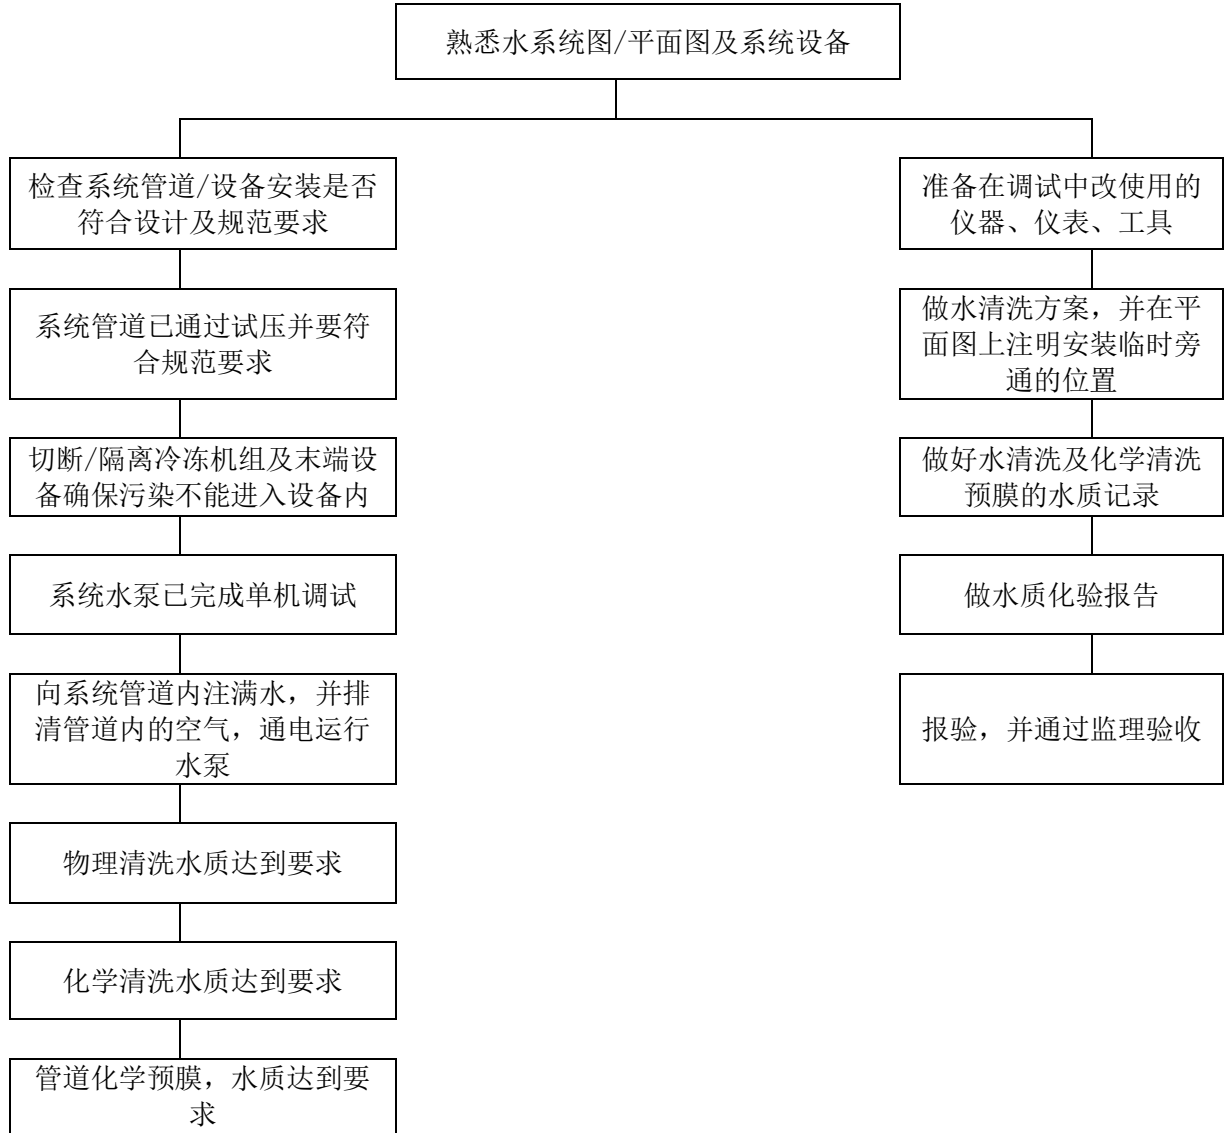 熟悉水系统图/平面图及系统设备
检查系统管道/设备安装是否
符合设计及规范要求
系统管道已通过试压并要符
合规范要求
切断/隔离冷冻机组及末端设
备确保污染不能进入设备内
系统水泵已完成单机调试
向系统管道内注满水，并排
清管道内的空气，通电运行
水泵
物理清洗水质达到要求
化学清洗水质达到要求
管道化学预膜，水质达到要
求
准备在调试中改使用的
仪器、仪表、工具
做水清洗方案，并在平
面图上注明安装临时旁
通的位置
做好水清洗及化学清洗
预膜的水质记录
做水质化验报告
报验，并通过监理验收